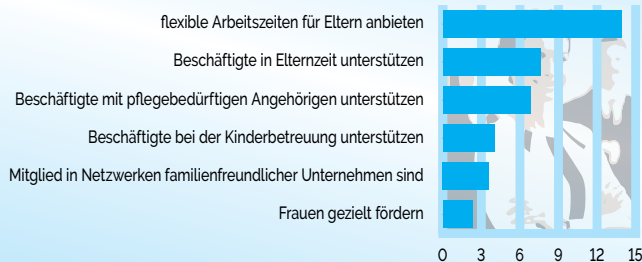 flexible Arbeitszeiten für Eltern anbieten
Beschäftigte in Elternzeit unterstützen
Beschäftigte mit pflegebedürftigen Angehörigen unterstützen
Beschäftigte bei der Kinderbetreuung unterstützen
Mitglied in Netzwerken familienfreundlicher Unternehmen sind
Frauen gezielt fördern
0 3 6 9 12 15